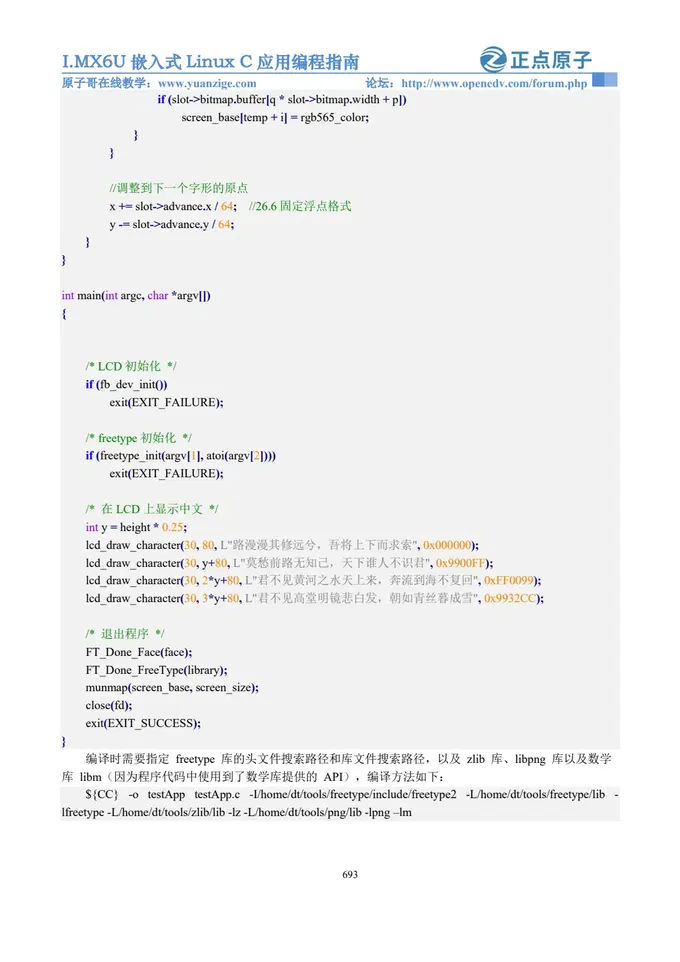 I.MX6U 嵌入式 Linux C 应用编程指南
正点原子
原子哥在线教学：www.yuanzige.com 论坛：http://www.openedv.com/forum.php
if (slot->bitmap.buffer[q * slot->bitmap.width + p])
screen_base[temp + i] = rgb565_color;
}
}
//调整到下一个字形的原点
x += slot->advance.x / 64; //26.6 固定浮点格式
y -= slot->advance.y / 64;
}
}
int main(int argc, char *argv[])
{
/* LCD 初始化 */
if (fb_dev_init())
exit(EXIT_FAILURE);
/* freetype 初始化 */
if (freetype_init(argv[1], atoi(argv[2])))
exit(EXIT_FAILURE);
/* 在 LCD 上显示中文 */
int y = height * 0.25;
lcd_draw_character(30, 80, L"路漫漫其修远兮，吾将上下而求索", 0x000000);
lcd_draw_character(30, y+80, L"莫愁前路无知己，天下谁人不识君", 0x9900FF);
lcd_draw_character(30, 2*y+80, L"君不见黄河之水天上来，奔流到海不复回", 0xFF0099);
lcd_draw_character(30, 3*y+80, L"君不见高堂明镜悲白发，朝如青丝暮成雪", 0x9932CC);
/* 退出程序 */
FT_Done_Face(face);
FT_Done_FreeType(library);
munmap(screen_base, screen_size);
close(fd);
exit(EXIT_SUCCESS);
}
编译时需要指定 freetype 库的头文件搜索路径和库文件搜索路径，以及 zlib 库、libpng 库以及数学
库 libm（因为程序代码中使用到了数学库提供的 API），编译方法如下：
${CC} -o testApp testApp.c -I/home/dt/tools/freetype/include/freetype2 -L/home/dt/tools/freetype/lib -
lfreetype -L/home/dt/tools/zlib/lib -lz -L/home/dt/tools/png/lib -lpng –lm
693